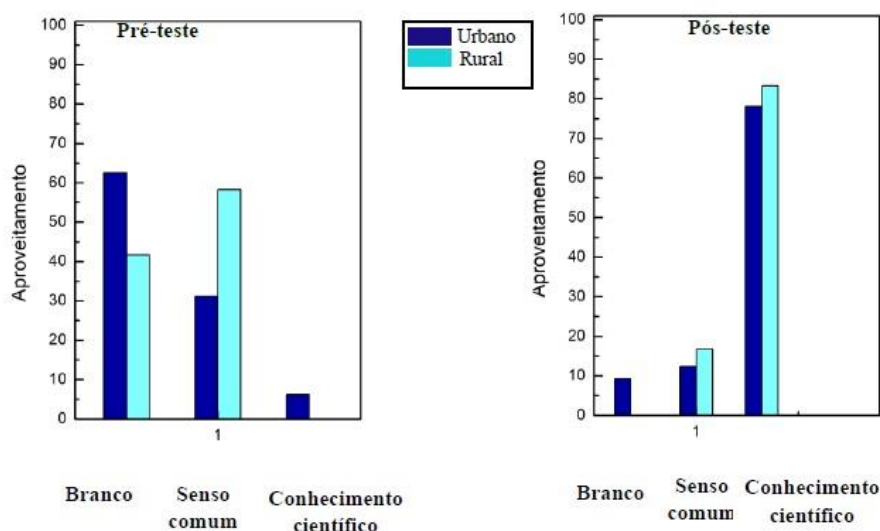 Pré-teste
100
90
80
70
60
50
40
30
20
10
0
Aproveitamento
1
Branco
Senso
comum
Conhecimento
científico
Urbano
Rural
Pós-teste
100
90
80
70
60
50
40
30
20
10
0
Aproveitamento
1
Branco
Senso
comum
Conhecimento
científico